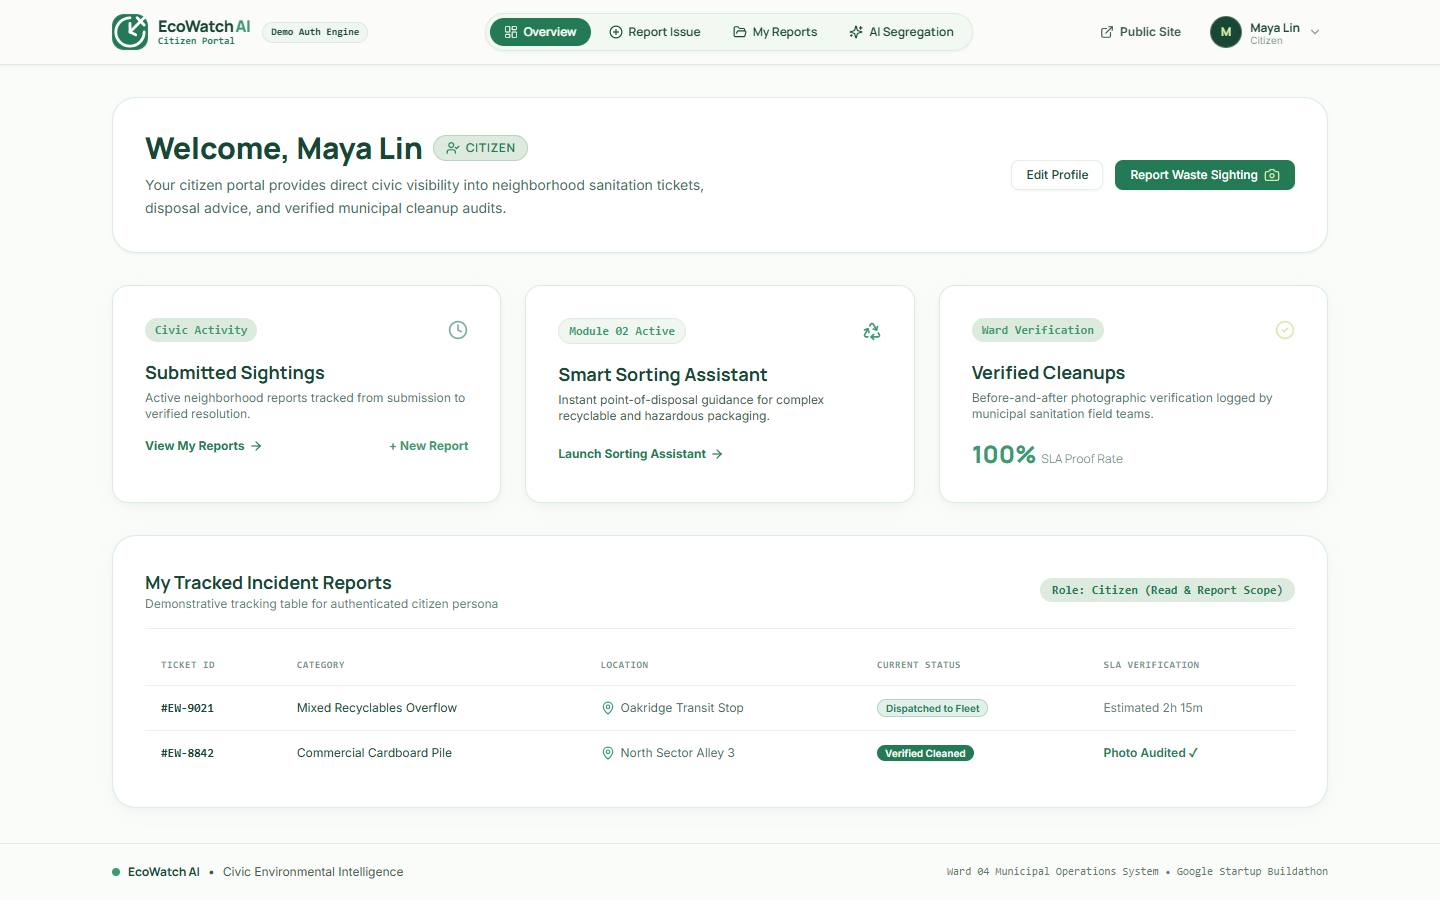 EcoWatch AI
Citizen Portal
Demo Auth Engine
Overview
Report Issue
My Reports
AI Segregation
Public Site
M
Maya Lin
Citizen
Welcome, Maya Lin
CITIZEN
Your citizen portal provides direct civic visibility into neighborhood sanitation tickets,
disposal advice, and verified municipal cleanup audits.
Edit Profile
Report Waste Sighting
Civic Activity
Submitted Sightings
Active neighborhood reports tracked from submission to
verified resolution.
View My Reports →
+ New Report
Module 02 Active
Smart Sorting Assistant
Instant point-of-disposal guidance for complex
recyclable and hazardous packaging.
Launch Sorting Assistant →
Ward Verification
Verified Cleanups
Before-and-after photographic verification logged by
municipal sanitation field teams.
100% SLA Proof Rate
My Tracked Incident Reports
Demonstrative tracking table for authenticated citizen persona
Role: Citizen (Read & Report Scope)
TICKET ID CATEGORY LOCATION CURRENT STATUS SLA VERIFICATION
#EW-9021 Mixed Recyclables Overflow Oakridge Transit Stop Dispatched to Fleet Estimated 2h 15m
#EW-8842 Commercial Cardboard Pile North Sector Alley 3 Verified Cleaned Photo Audited ✓
EcoWatch AI • Civic Environmental Intelligence
Ward 04 Municipal Operations System • Google Startup Buildathon